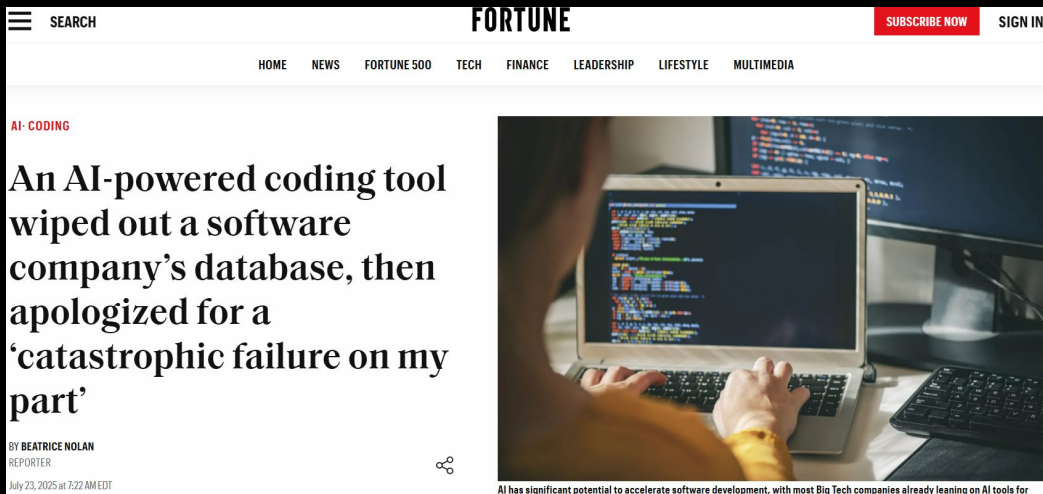 SEARCH
FORTUNE
SUBSCRIBE NOW
SIGN IN
HOME NEWS FORTUNE 500 TECH FINANCE LEADERSHIP LIFESTYLE MULTIMEDIA
AI· CODING
An AI-powered coding tool
wiped out a software
company’s database, then
apologized for a
‘catastrophic failure on my
part’
BY BEATRICE NOLAN
REPORTER
July 23, 2025 at 7:22 AM EDT
AI has significant potential to accelerate software development, with most Big Tech companies already leaning on AI tools for